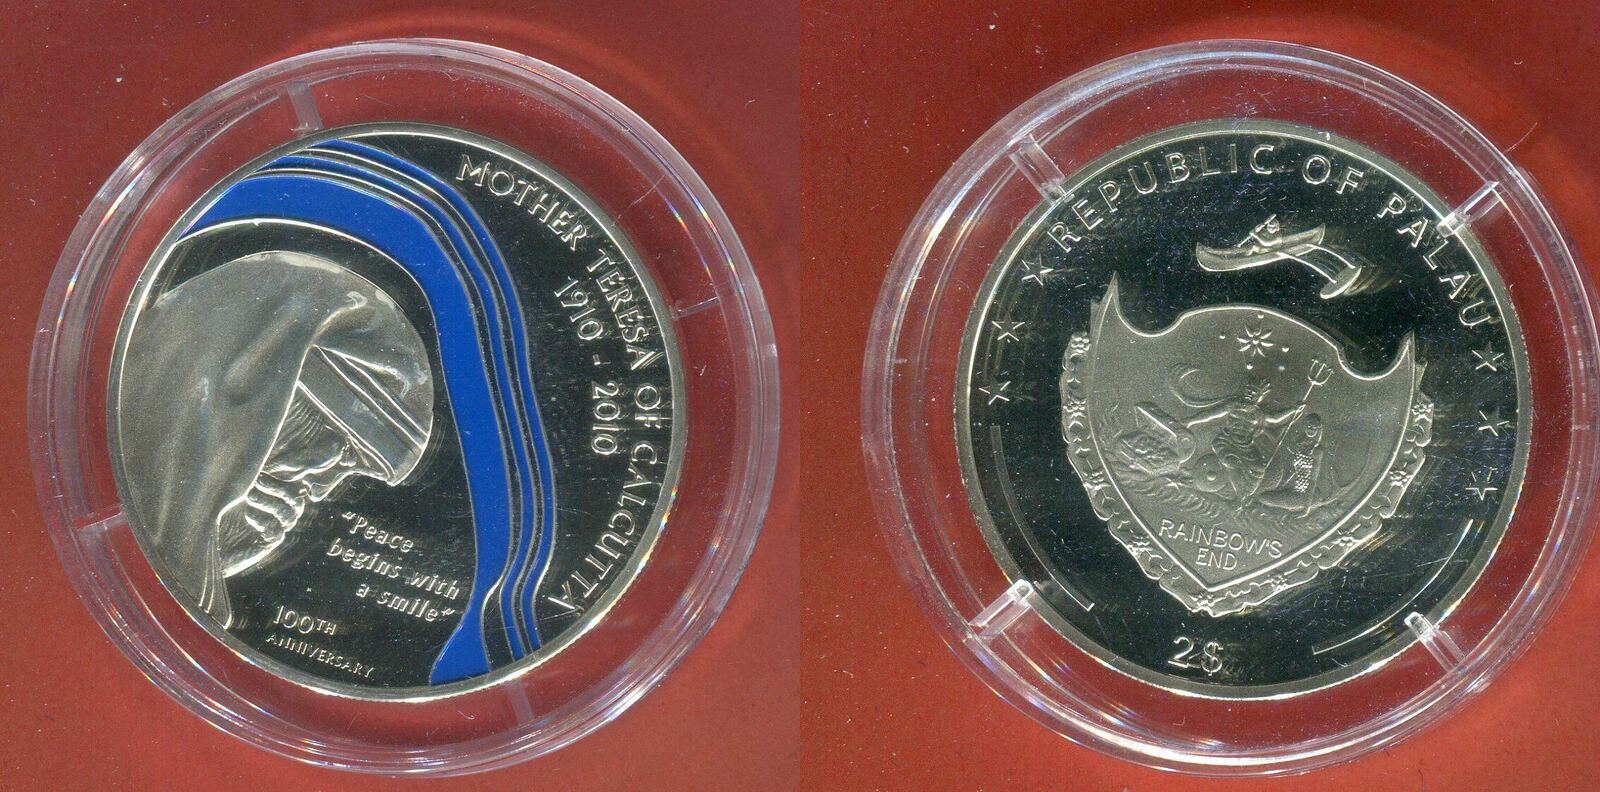 MOTHER TERESA OF CALCUTTA
1910 - 2010
"Peace
begins with
a smile"
100TH
ANNIVERSARY
REPUBLIC OF PALAU
RAINBOW'S
END
2$